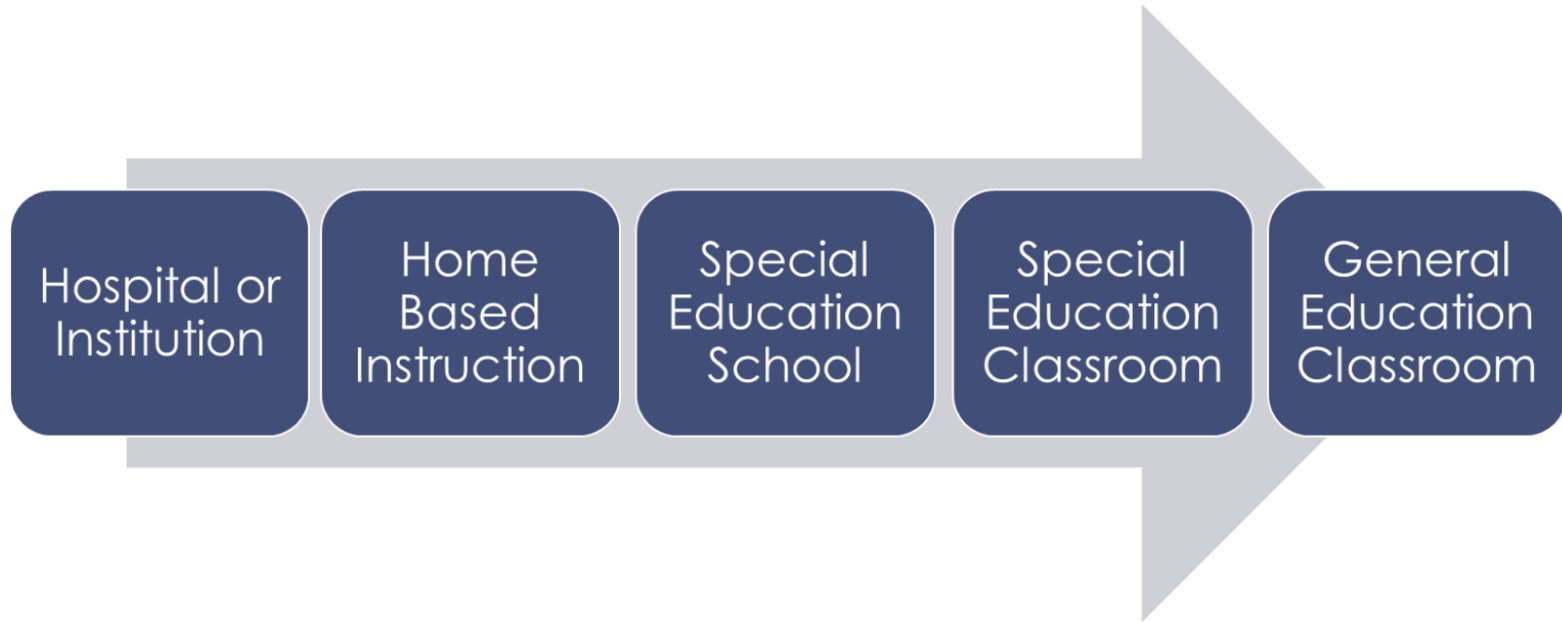 Hospital or
Institution
Home
Based
Instruction
Special
Education
School
Special
Education
Classroom
General
Education
Classroom